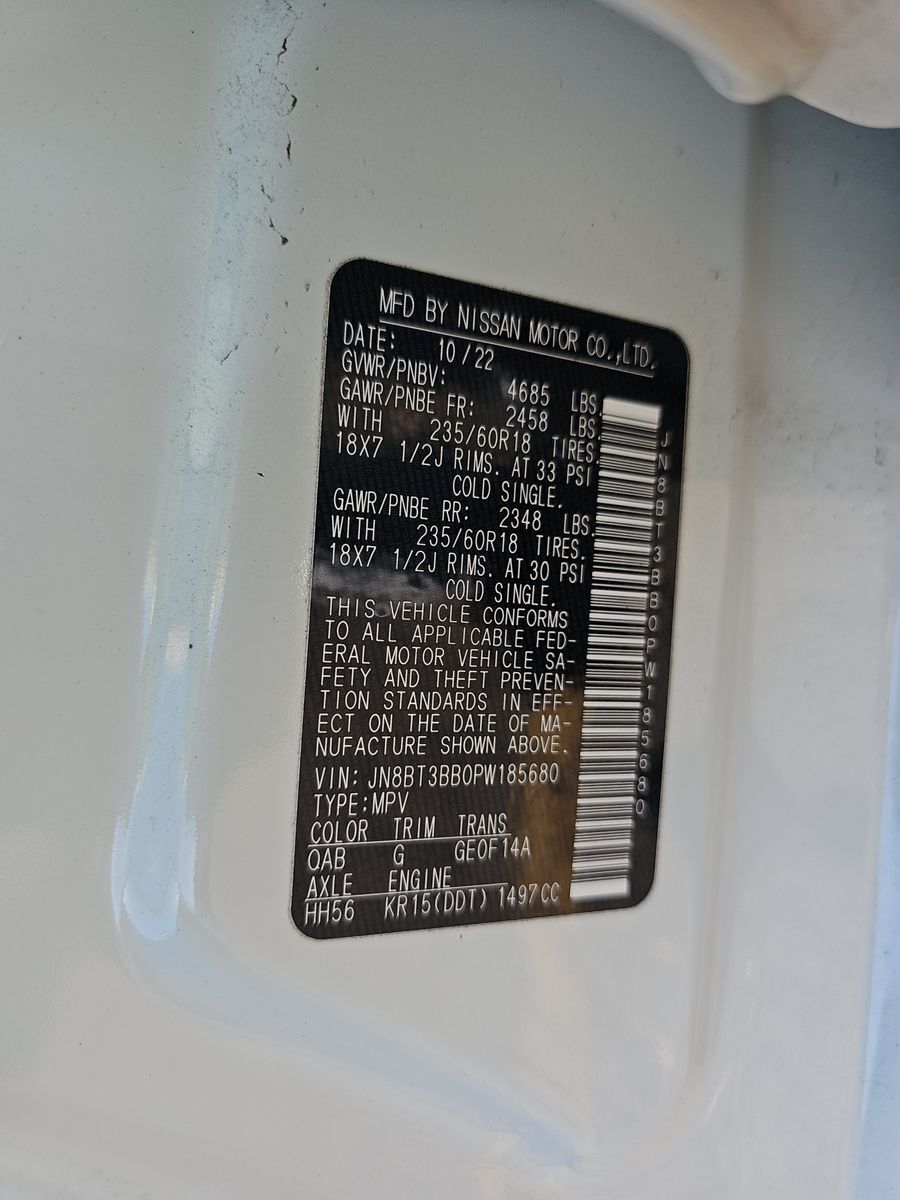 MFD BY NISSAN MOTOR CO.,LTD.
DATE: 10/22
GVWR/PNBV: 4685 LBS.
GAWR/PNBE FR: 2458 LBS.
WITH 235/60R18 TIRES.
18X7 1/2J RIMS. AT 33 PSI
COLD SINGLE.
GAWR/PNBE RR: 2348 LBS.
WITH 235/60R18 TIRES.
18X7 1/2J RIMS. AT 30 PSI
COLD SINGLE.
THIS VEHICLE CONFORMS
TO ALL APPLICABLE FED-
ERAL MOTOR VEHICLE SA-
FETY AND THEFT PREVEN-
TION STANDARDS IN EFF-
ECT ON THE DATE OF MA-
NUFACTURE SHOWN ABOVE.
VIN: JN8BT3BB0PW185680
TYPE:MPV
COLOR TRIM TRANS
QAB G GE0F14A
AXLE ENGINE
HH56 KR15(DDT) 1497CC
JN8BT3BB0PW185680